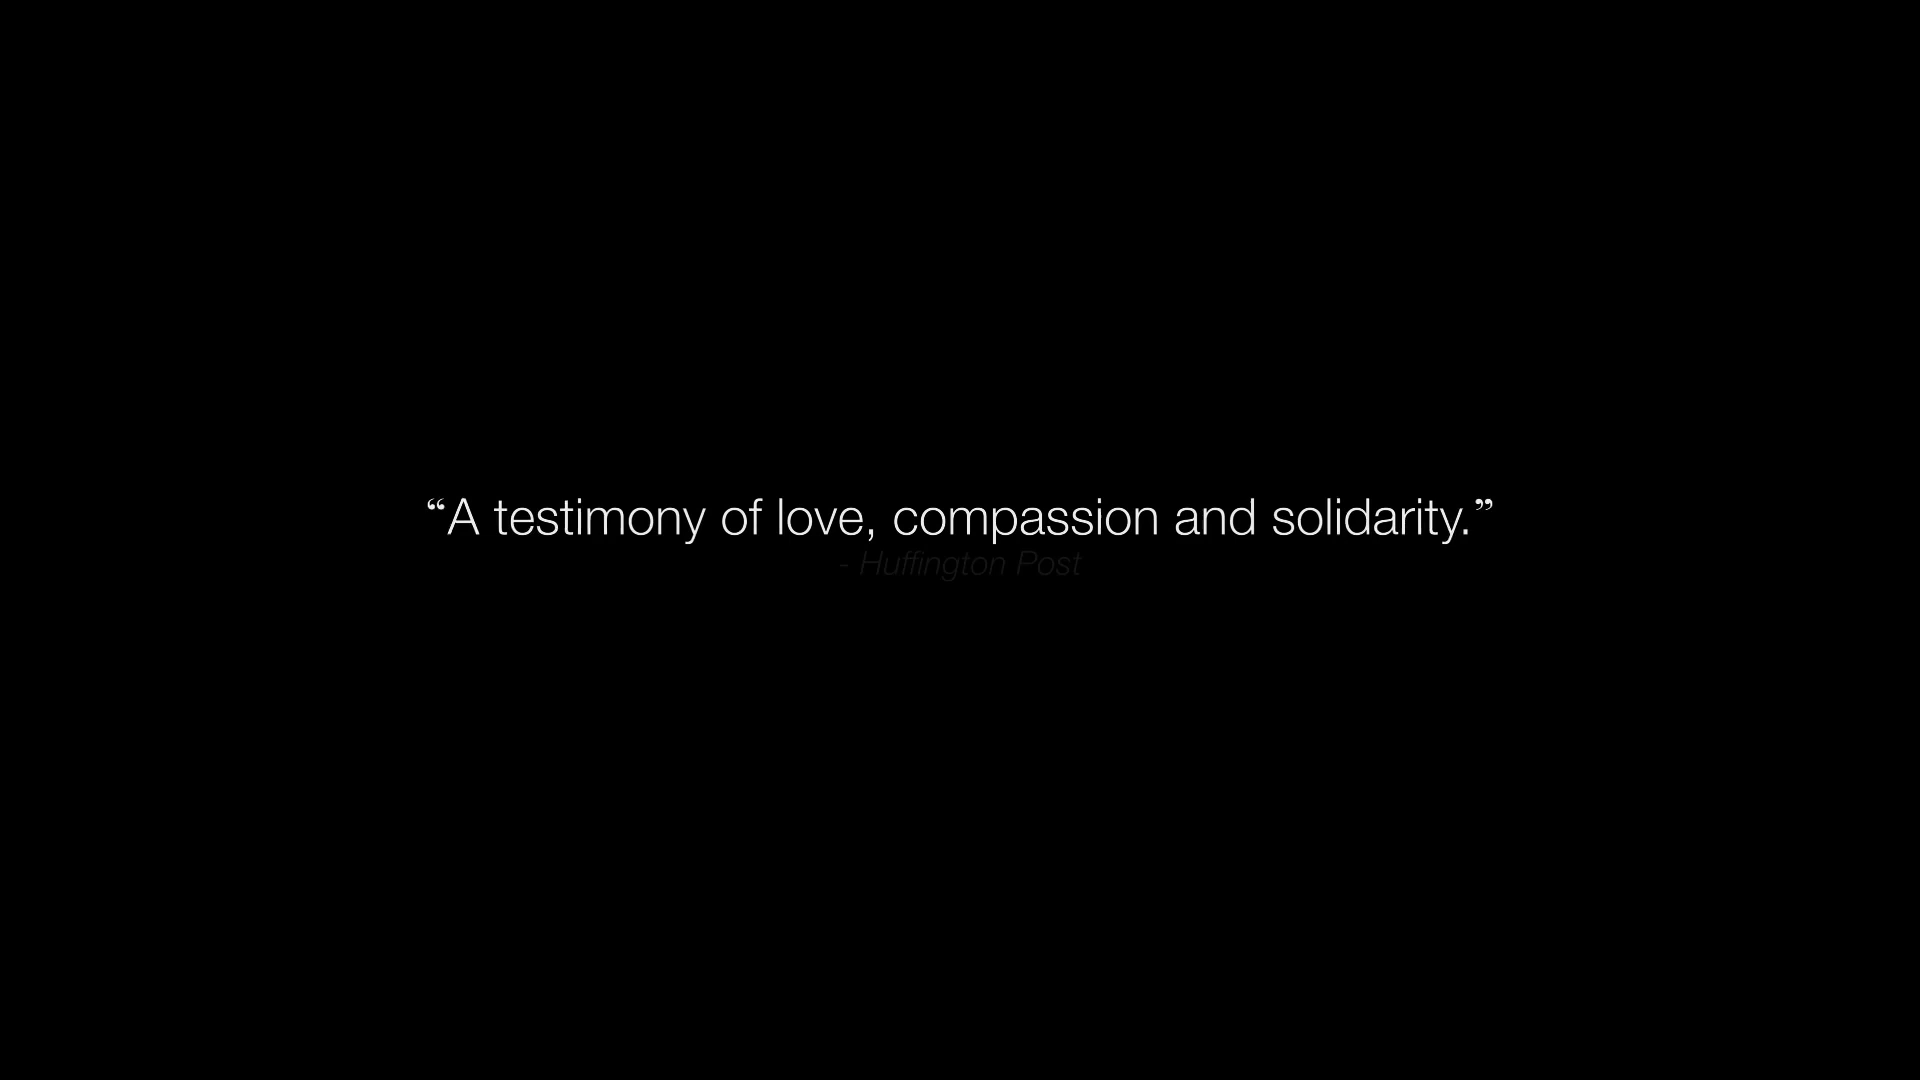 “A testimony of love, compassion and solidarity.”
- Huffington Post